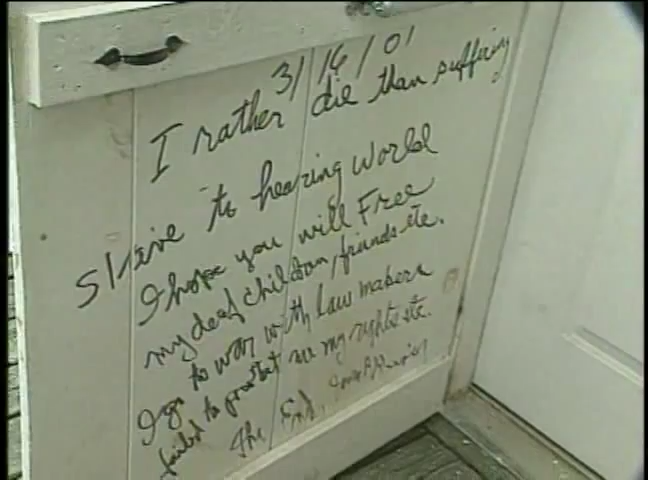 3/16/01
I rather die than suffering
Slave to hearing world
I hope you will Free
my deaf children, friends etc.
I go to war with law makers
failed to protect me my rights etc.
The End,